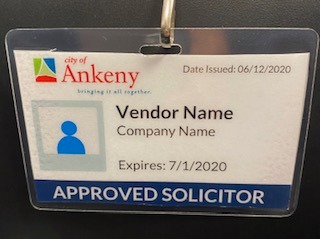 city of
Ankeny
bringing it all together.
Date Issued: 06/12/2020
Vendor Name
Company Name
Expires: 7/1/2020
APPROVED SOLICITOR